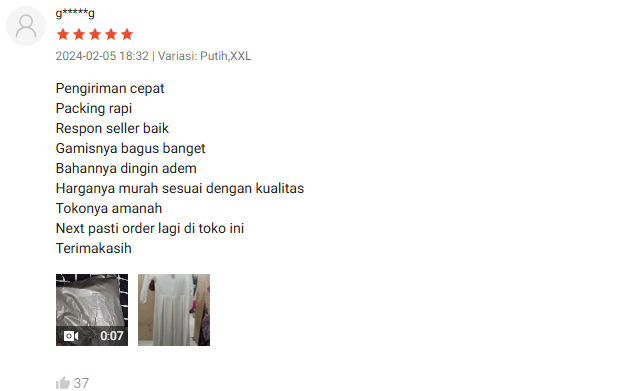 g*****g
2024-02-05 18:32 | Variasi: Putih,XXL
Pengiriman cepat
Packing rapi
Respon seller baik
Gamisnya bagus banget
Bahannya dingin adem
Harganya murah sesuai dengan kualitas
Tokonya amanah
Next pasti order lagi di toko ini
Terimakasih
0:07
37